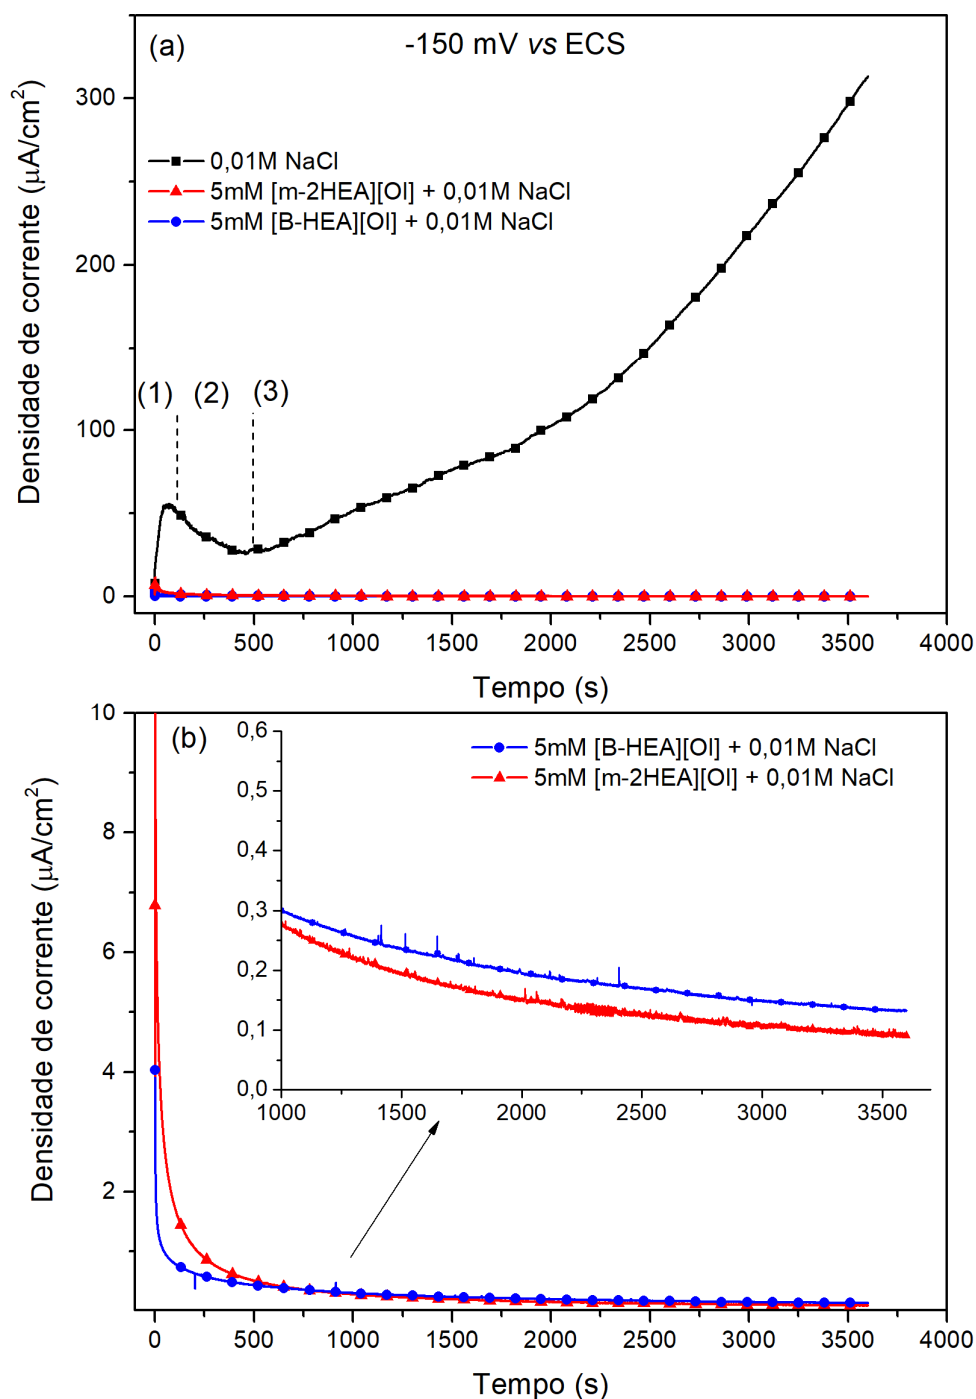 (a)
-150 mV vs ECS
Densidade de corrente (μA/cm²)
300
200
100
0
0,01M NaCl
5mM [m-2HEA][Ol] + 0,01M NaCl
5mM [B-HEA][Ol] + 0,01M NaCl
(1) (2) (3)
0 500 1000 1500 2000 2500 3000 3500 4000
Tempo (s)
(b)
Densidade de corrente (μA/cm²)
10
8
6
4
2
0,6
0,5
0,4
0,3
0,2
0,1
0,0
5mM [B-HEA][Ol] + 0,01M NaCl
5mM [m-2HEA][Ol] + 0,01M NaCl
1000 1500 2000 2500 3000 3500
0 500 1000 1500 2000 2500 3000 3500 4000
Tempo (s)